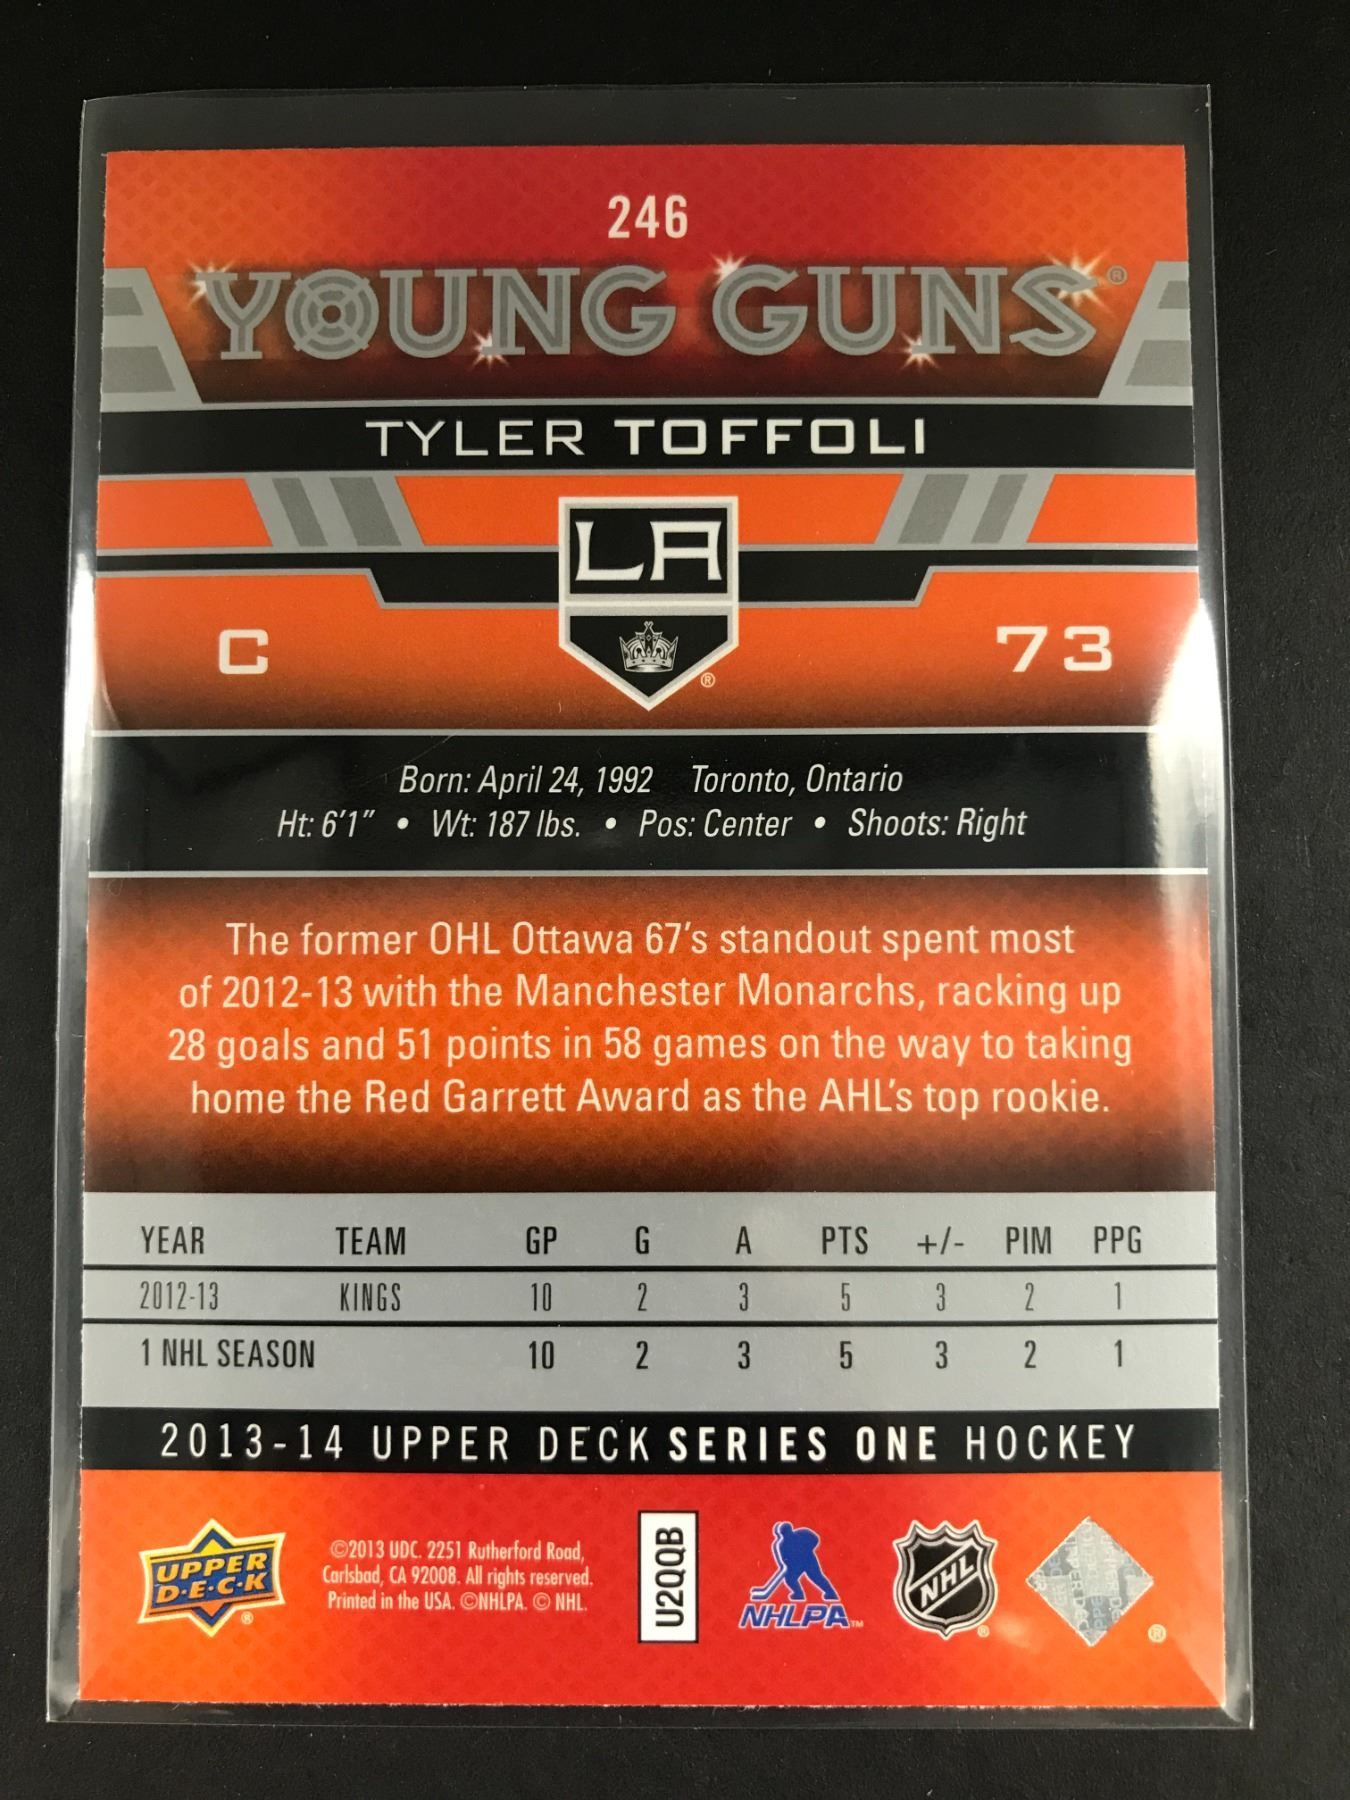 246
YOUNG GUNS®
TYLER TOFFOLI
LA
®
C 73
Born: April 24, 1992 Toronto, Ontario
Ht: 6'1" • Wt: 187 lbs. • Pos: Center • Shoots: Right
The former OHL Ottawa 67's standout spent most
of 2012-13 with the Manchester Monarchs, racking up
28 goals and 51 points in 58 games on the way to taking
home the Red Garrett Award as the AHL's top rookie.
YEAR TEAM GP G A PTS +/- PIM PPG
2012-13 KINGS 10 2 3 5 3 2 1
1 NHL SEASON 10 2 3 5 3 2 1
2013-14 UPPER DECK SERIES ONE HOCKEY
UPPER
D·E·C·K
®
©2013 UDC. 2251 Rutherford Road,
Carlsbad, CA 92008. All rights reserved.
Printed in the USA. ©NHLPA. © NHL.
U2QQB
NHLPA™
NHL
®
®